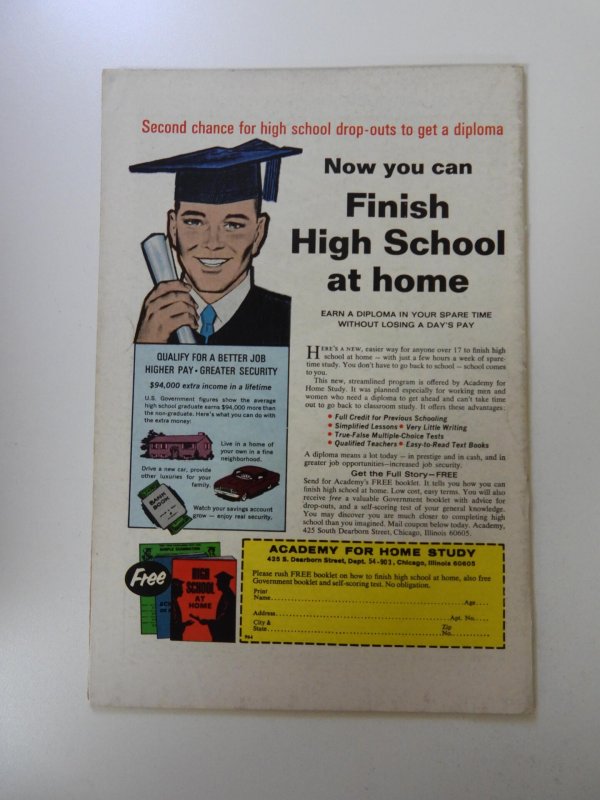 Second chance for high school drop-outs to get a diploma
Now you can
Finish
High School
at home
EARN A DIPLOMA IN YOUR SPARE TIME
WITHOUT LOSING A DAY'S PAY
QUALIFY FOR A BETTER JOB
HIGHER PAY • GREATER SECURITY
$94,000 extra income in a lifetime
U.S. Government figures show the average
high school graduate earns $94,000 more than
the non-graduate. Here's what you can do with
the extra money:
Live in a home of
your own in a fine
neighborhood.
Drive a new car, provide
other luxuries for your
family.
BANK
BOOK
Watch your savings account
grow — enjoy real security.
HERE'S A NEW, easier way for anyone over 17 to finish high
school at home — with just a few hours a week of spare-
time study. You don't have to go back to school — school comes
to you.
This new, streamlined program is offered by Academy for
Home Study. It was planned especially for working men and
women who need a diploma to get ahead and can't take time
out to go back to classroom study. It offers these advantages:
• Full Credit for Previous Schooling
• Simplified Lessons • Very Little Writing
• True-False Multiple-Choice Tests
• Qualified Teachers • Easy-to-Read Text Books
A diploma means a lot today — in prestige and in cash, and in
greater job opportunities—increased job security.
Get the Full Story—FREE
Send for Academy's FREE booklet. It tells you how you can
finish high school at home. Low cost, easy terms. You will also
receive free a valuable Government booklet with advice for
drop-outs, and a self-scoring test of your general knowledge.
You may discover you are much closer to completing high
school than you imagined. Mail coupon below today. Academy,
425 South Dearborn Street, Chicago, Illinois 60605.
Free
HIGH
SCHOOL
AT
HOME
ACADEMY FOR HOME STUDY
425 S. Dearborn Street, Dept. 54-903, Chicago, Illinois 60605
Please rush FREE booklet on how to finish high school at home, also free
Government booklet and self-scoring test. No obligation.
Print
Name Age
Address Apt. No.
City & Zip
State No.